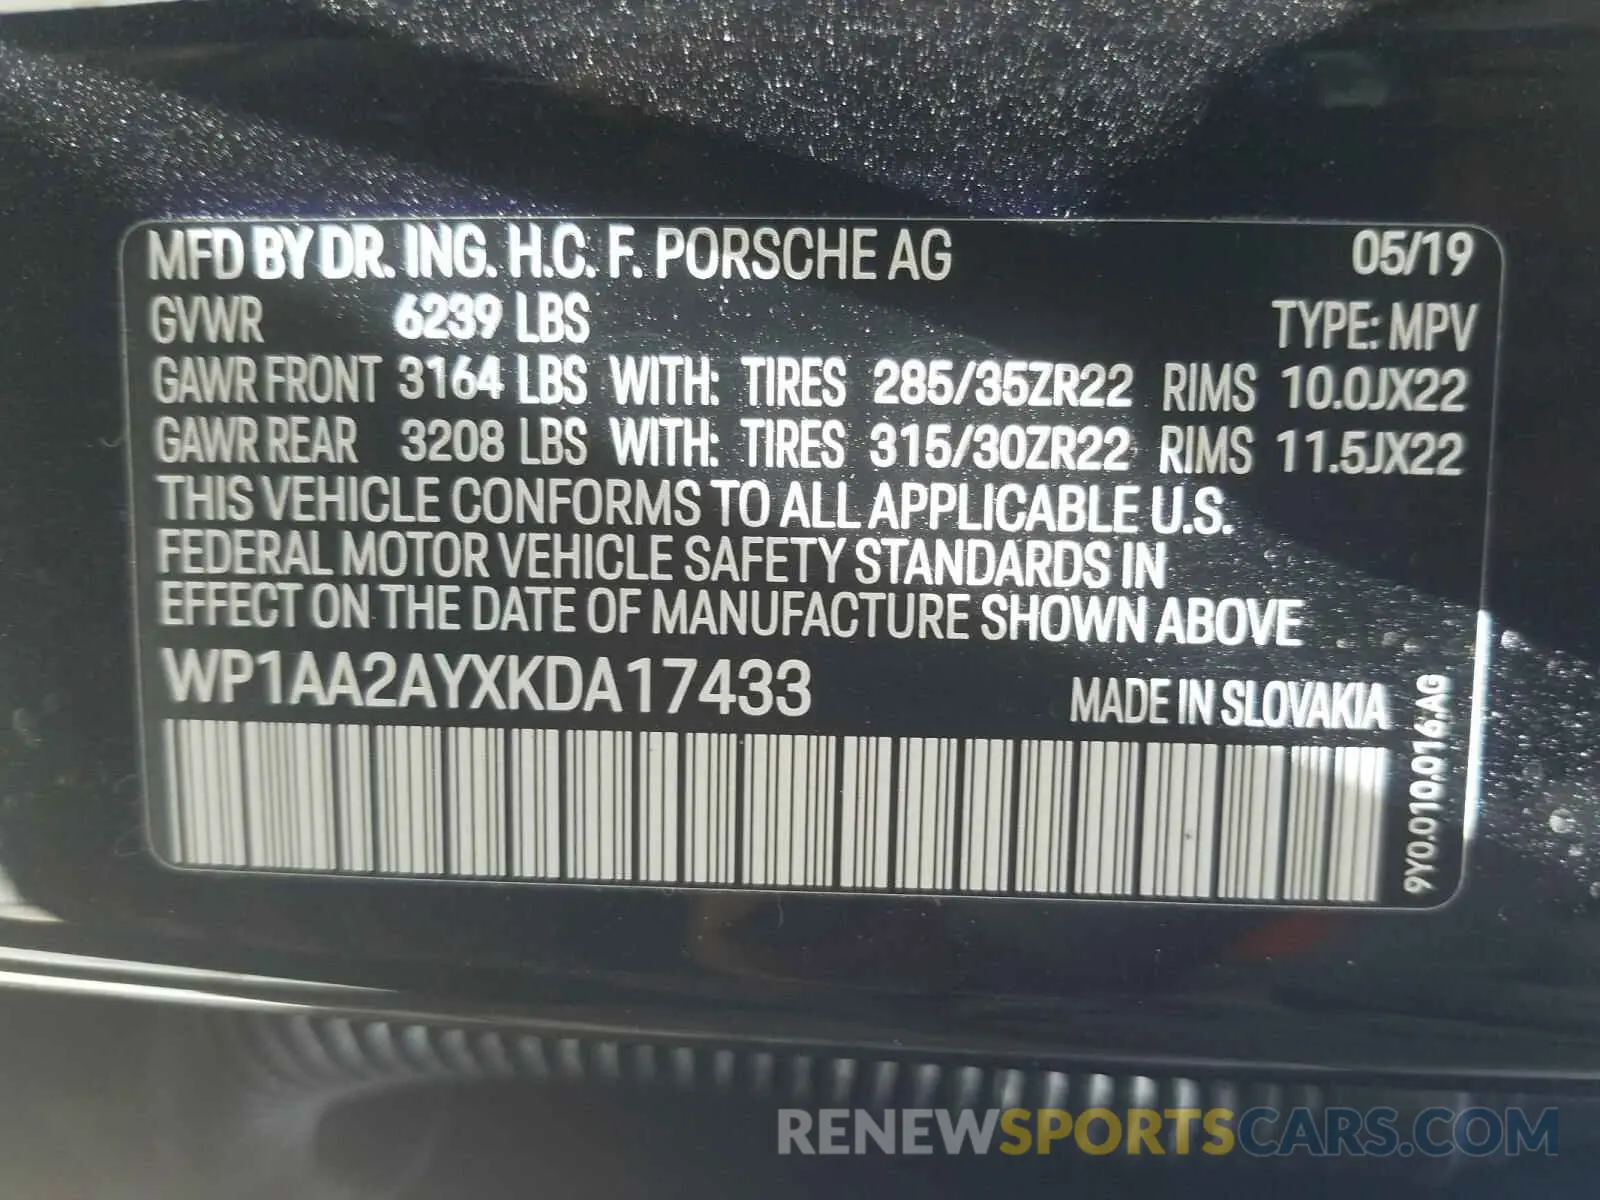 MFD BY DR. ING. H.C. F. PORSCHE AG 05/19
GVWR 6239 LBS TYPE: MPV
GAWR FRONT 3164 LBS WITH: TIRES 285/35ZR22 RIMS 10.0JX22
GAWR REAR 3208 LBS WITH: TIRES 315/30ZR22 RIMS 11.5JX22
THIS VEHICLE CONFORMS TO ALL APPLICABLE U.S.
FEDERAL MOTOR VEHICLE SAFETY STANDARDS IN
EFFECT ON THE DATE OF MANUFACTURE SHOWN ABOVE
WP1AA2AYXKDA17433 MADE IN SLOVAKIA
9Y0.010.016.AG
RENEWSPORTSCARS.COM